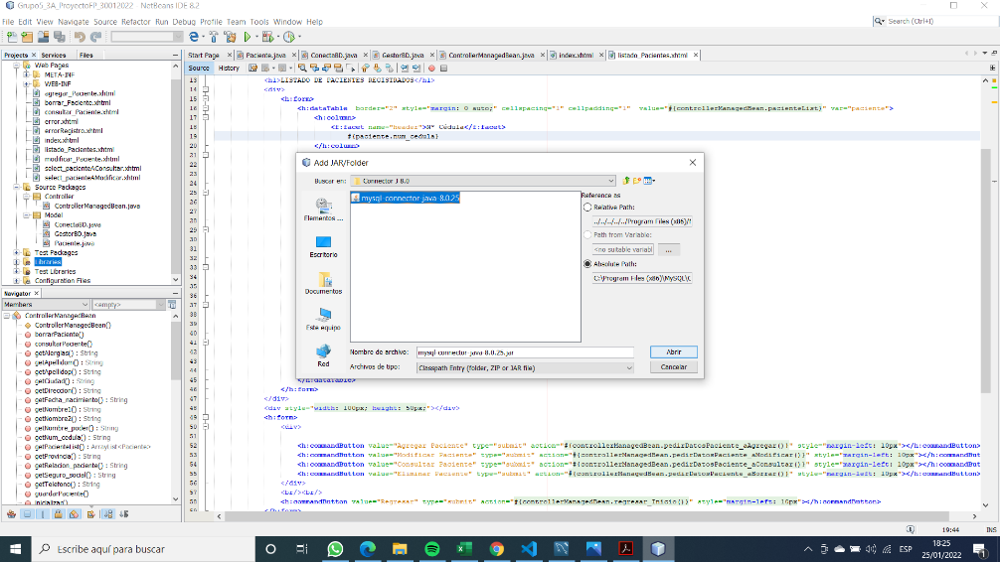 Grupo5_3A_ProyectoFP_30012022 - NetBeans IDE 8.2
File Edit View Navigate Source Refactor Run Debug Profile Team Tools Window Help
Search (Ctrl+I)
Projects Services Files
Start Page Paciente.java ConectaBD.java GestorBD.java ControllerManagedBean.java index.xhtml listado_Pacientes.xhtml
Source History
Web Pages
META-INF
WEB-INF
agregar_Paciente.xhtml
borrar_Paciente.xhtml
consultar_Paciente.xhtml
error.xhtml
errorRegistro.xhtml
index.xhtml
listado_Pacientes.xhtml
modificar_Paciente.xhtml
select_pacienteAConsultar.xhtml
select_pacienteAModificar.xhtml
Source Packages
Controller
ControllerManagedBean.java
Model
ConectaBD.java
GestorBD.java
Paciente.java
Test Packages
Libraries
Test Libraries
Configuration Files
Navigator
Members <empty>
ControllerManagedBean
ControllerManagedBean()
borrarPaciente()
consultarPaciente()
getAlergias() : String
getApellidom() : String
getApellidop() : String
getCiudad() : String
getDireccion() : String
getFecha_nacimiento() : String
getNombre1() : String
getNombre2() : String
getNombre_poder() : String
getNum_cedula() : String
getPacienteList() : ArrayList<Paciente>
getProvincia() : String
getRelacion_paciente() : String
getSeguro_social() : String
getTelefono() : String
guardarPaciente()
inicializar()
13 <h1>LISTADO DE PACIENTES REGISTRADOS</h1>
14 <div>
15 <h:form>
16 <h:dataTable border="2" style="margin: 0 auto;" cellspacing="1" cellpadding="1" value="#{controllerManagedBean.pacienteList}" var="paciente">
17 <h:column>
18 <f:facet name="header">N° Cédula</f:facet>
19 #{paciente.num_cedula}
20 </h:column>
21
22
23
24
25
26
27
28
29
30
31
32
33
34
35
36
37
38
39
40
41
42
43
44
45 </h:dataTable>
46 </h:form>
47 </div>
48 <div style="width: 100px; height: 50px;"></div>
49 <h:form>
50 <div>
51
52 <h:commandButton value="Agregar Paciente" type="submit" action="#{controllerManagedBean.pedirDatosPaciente_aAgregar()}" style="margin-left: 10px"></h:commandButton>
53 <h:commandButton value="Modificar Paciente" type="submit" action="#{controllerManagedBean.pedirDatosPaciente_aModificar()}" style="margin-left: 10px"></h:commandBut
54 <h:commandButton value="Consultar Paciente" type="submit" action="#{controllerManagedBean.pedirDatosPaciente_aConsultar()}" style="margin-left: 10px"></h:commandBut
55 <h:commandButton value="Eliminar Paciente" type="submit" action="#{controllerManagedBean.pedirDatosPaciente_aBorrar()}" style="margin-left: 10px"></h:commandButton>
56 </div>
57 <br/><br/>
58 <h:commandButton value="Regresar" type="submit" action="#{controllerManagedBean.regresar_Inicio()}" style="margin-left: 10px"></h:commandButton>
59 </h:form>
Add JAR/Folder
Buscar en: Connector J 8.0
mysql-connector-java-8.0.25
Elementos ...
Escritorio
Documentos
Este equipo
Red
Reference as
Relative Path:
../../../../../Program Files (x86)/
Path from Variable:
<no suitable variabl ...
Absolute Path:
C:\Program Files (x86)\MySQL\C
Nombre de archivo: mysql-connector-java-8.0.25.jar Abrir
Archivos de tipo: Classpath Entry (folder, ZIP or JAR file) Cancelar
19:44 INS
Escribe aquí para buscar
ESP
18:25
25/01/2022
1